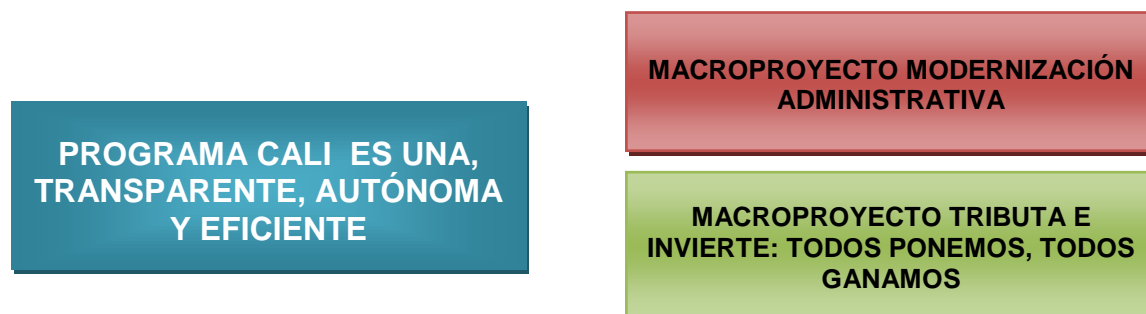 PROGRAMA CALI ES UNA,
TRANSPARENTE, AUTÓNOMA
Y EFICIENTE
MACROPROYECTO MODERNIZACIÓN
ADMINISTRATIVA
MACROPROYECTO TRIBUTA E
INVIERTE: TODOS PONEMOS, TODOS
GANAMOS